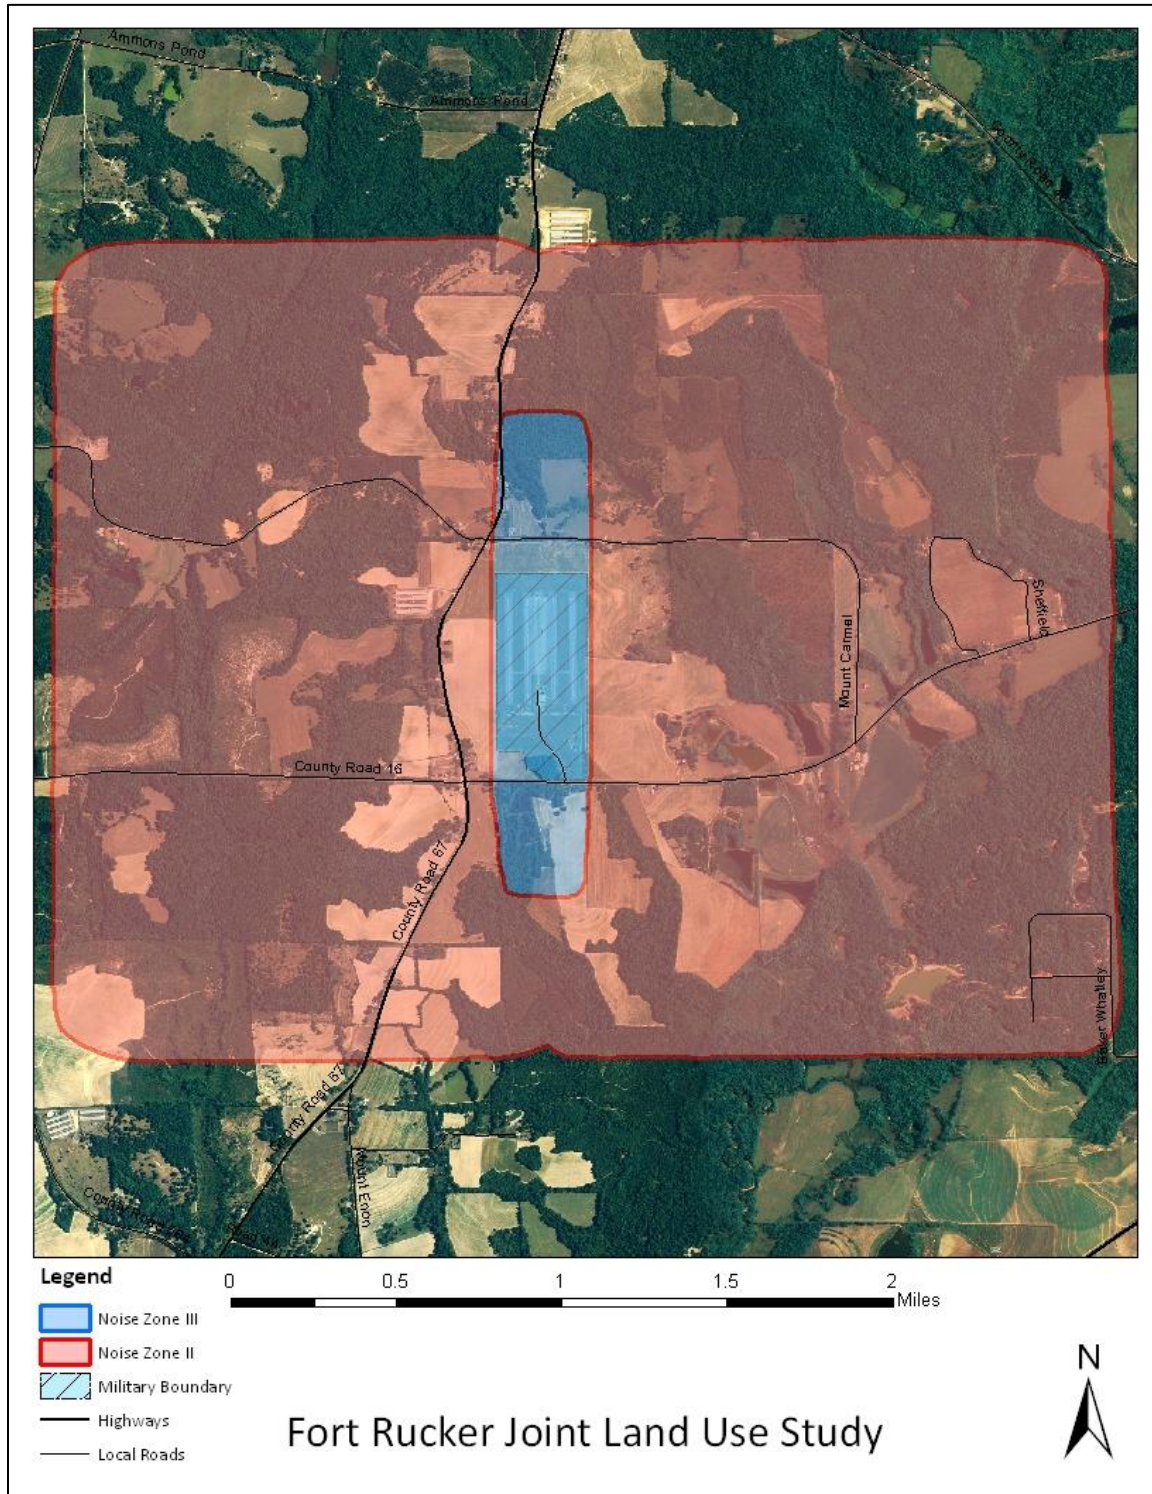 Ammons Pond
Ammons Pond
Mount Carmel
Sheffield
County Road 16
County Road 67
Baker Whatley
County Road 67
Mount Enon
Legend
0 0.5 1 1.5 2
Miles
Noise Zone III
Noise Zone II
Military Boundary
Highways
Local Roads
N
Fort Rucker Joint Land Use Study